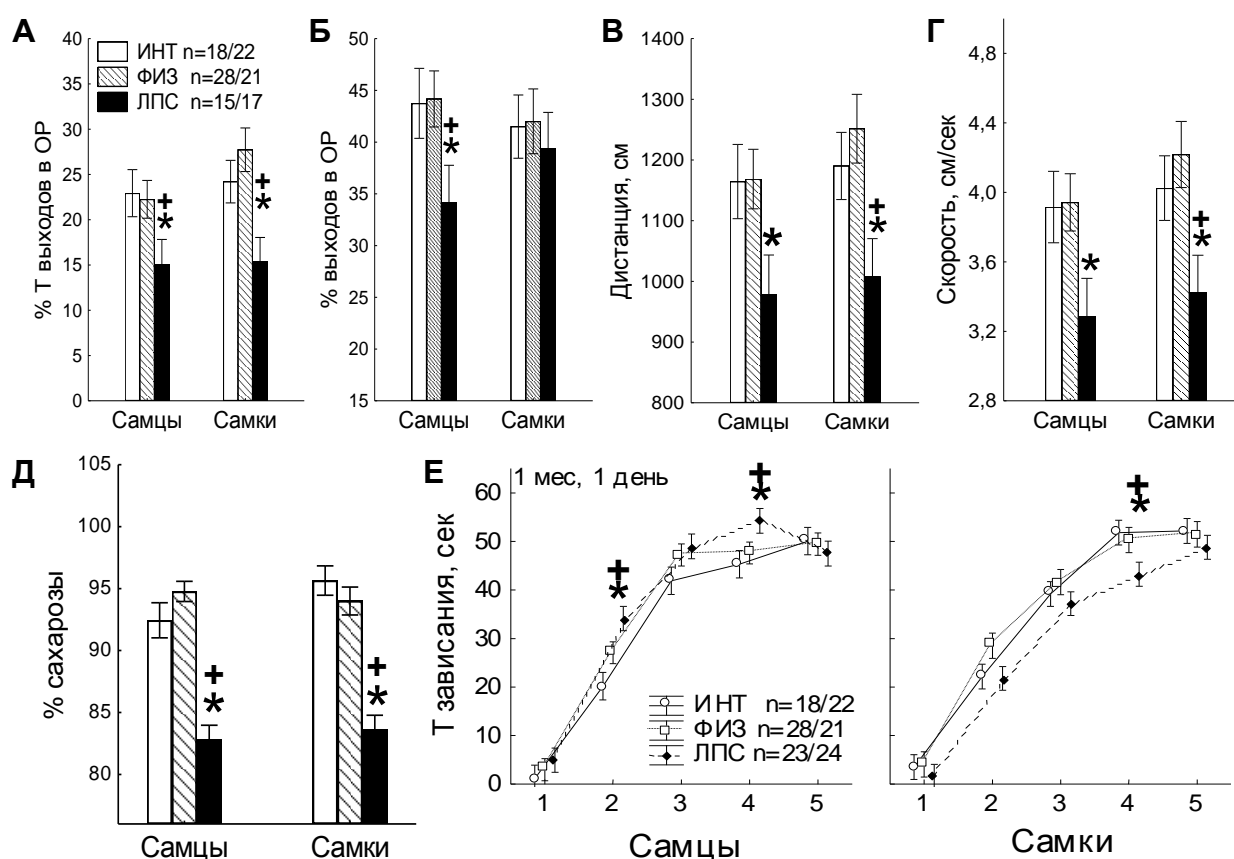 А
% Т выходов в ОР
40
35
30
25
20
15
10
5
0
ИНТ n=18/22
ФИЗ n=28/21
ЛПС n=15/17
+
*
+
*
Самцы Самки
Б
% выходов в ОР
50
45
40
35
30
25
20
15
+
*
Самцы Самки
В
Дистанция, см
1400
1300
1200
1100
1000
900
800
*
+
*
Самцы Самки
Г
Скорость, см/сек
4,8
4,4
4,0
3,6
3,2
2,8
*
+
*
Самцы Самки
Д
% сахарозы
105
100
95
90
85
80
+
*
+
*
Самцы Самки
Е
1 мес, 1 день
Т зависания, сек
60
50
40
30
20
10
0
+
*
+
*
ИНТ n=18/22
ФИЗ n=28/21
ЛПС n=23/24
1 2 3 4 5
Самцы
+
*
1 2 3 4 5
Самки